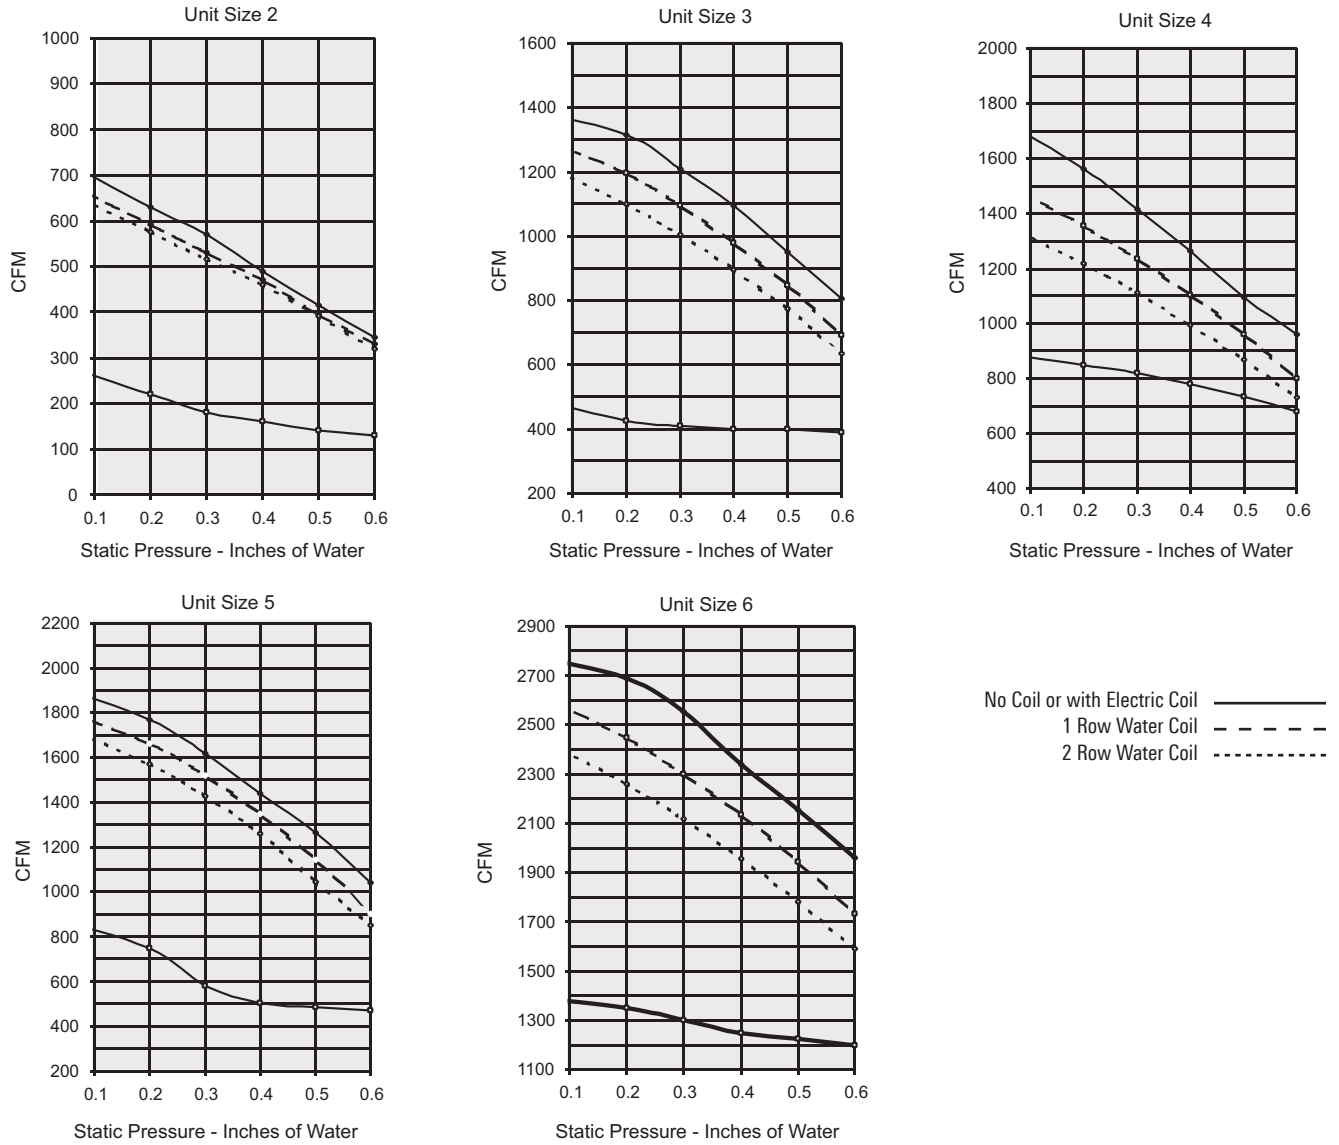 Unit Size 2
1000
900
800
700
600
500
400
300
200
100
0
CFM
0.1 0.2 0.3 0.4 0.5 0.6
Static Pressure - Inches of Water
Unit Size 3
1600
1400
1200
1000
800
600
400
200
CFM
0.1 0.2 0.3 0.4 0.5 0.6
Static Pressure - Inches of Water
Unit Size 4
2000
1800
1600
1400
1200
1000
800
600
400
CFM
0.1 0.2 0.3 0.4 0.5 0.6
Static Pressure - Inches of Water
Unit Size 5
2200
2000
1800
1600
1400
1200
1000
800
600
400
200
CFM
0.1 0.2 0.3 0.4 0.5 0.6
Static Pressure - Inches of Water
Unit Size 6
2900
2700
2500
2300
2100
1900
1700
1500
1300
1100
CFM
0.1 0.2 0.3 0.4 0.5 0.6
Static Pressure - Inches of Water
No Coil or with Electric Coil
1 Row Water Coil
2 Row Water Coil